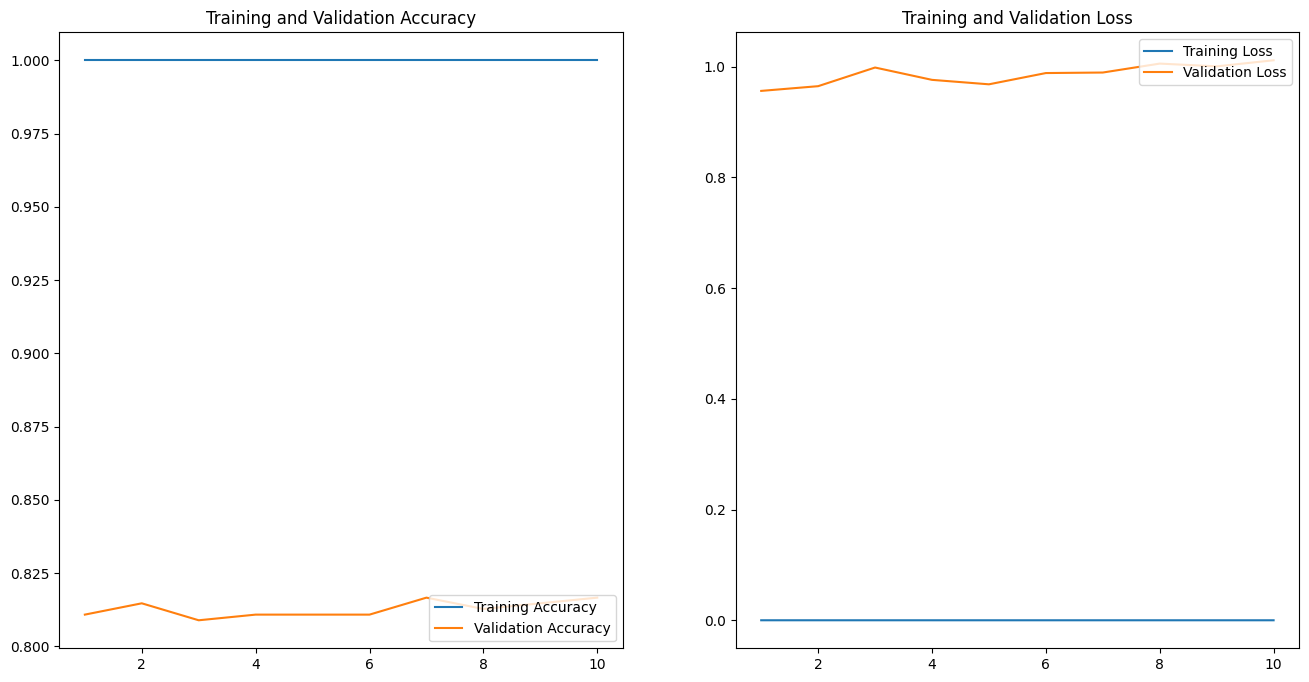 Training and Validation Accuracy
1.000
0.975
0.950
0.925
0.900
0.875
0.850
0.825
0.800
2 4 6 8 10
Training Accuracy
Validation Accuracy
Training and Validation Loss
1.0
0.8
0.6
0.4
0.2
0.0
2 4 6 8 10
Training Loss
Validation Loss